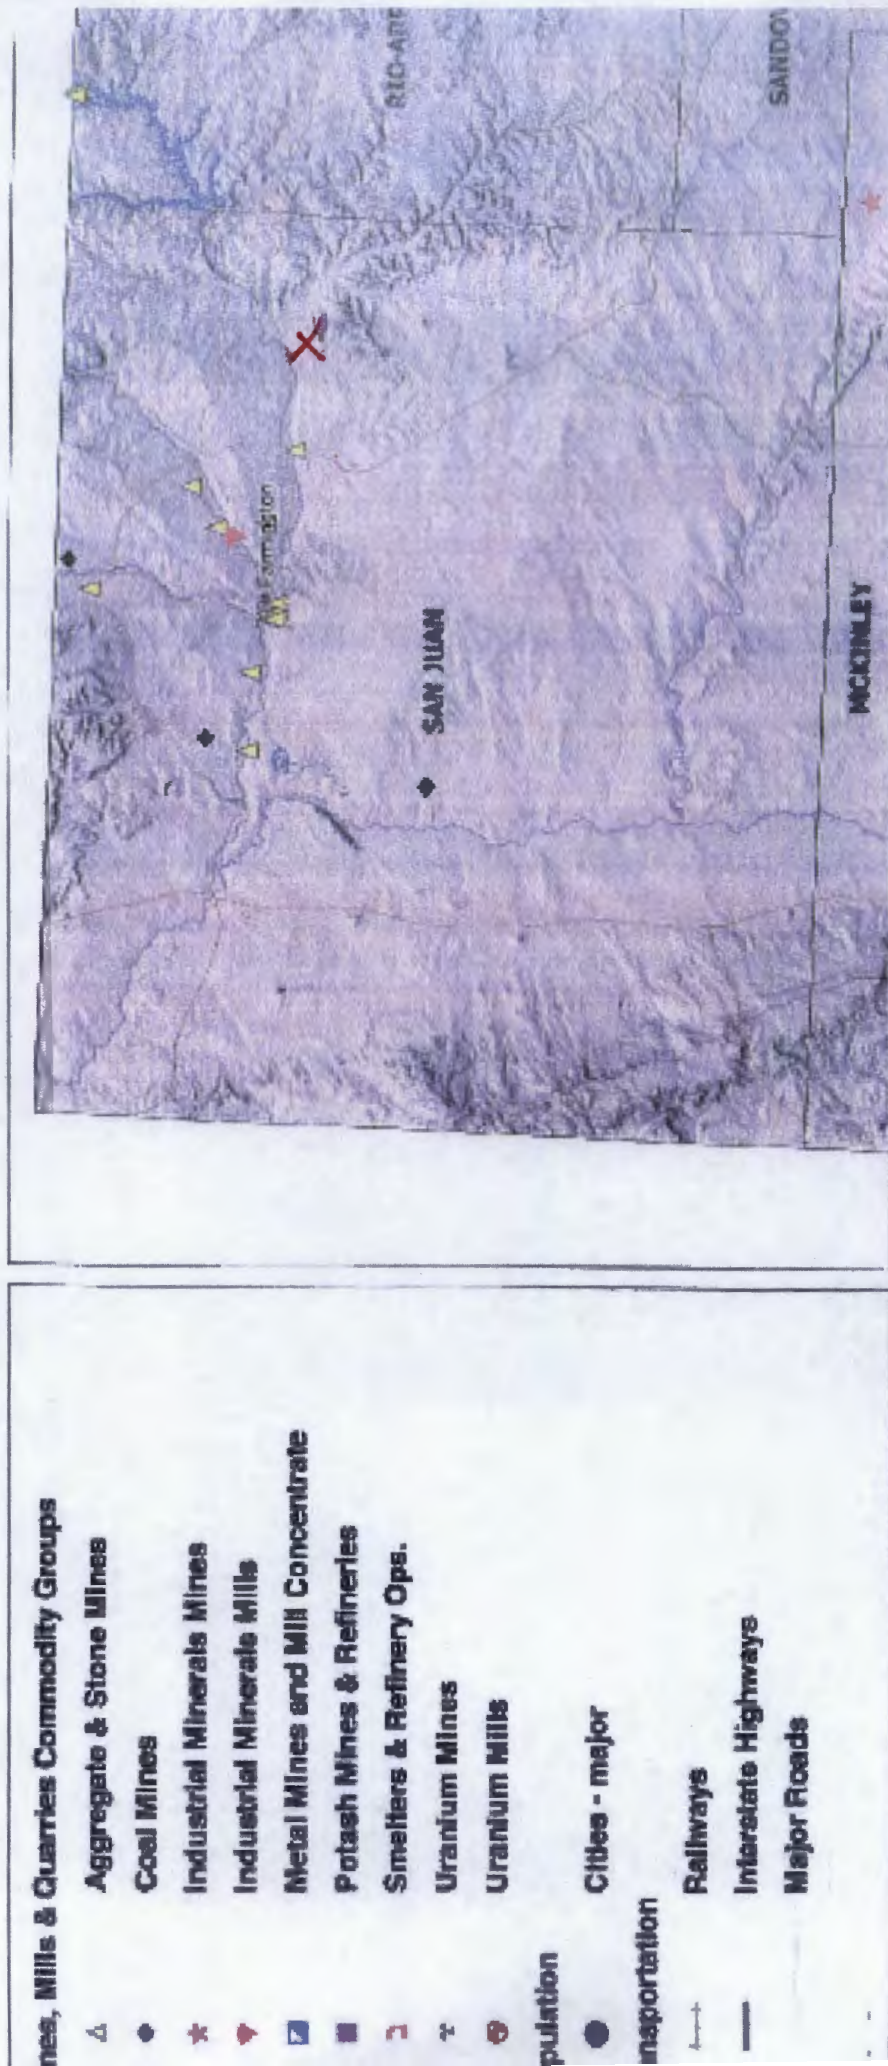 nes, Mills & Quarries Commodity Groups
Aggregate & Stone Mines
Coal Mines
Industrial Minerals Mines
Industrial Minerals Mills
Metal Mines and Mill Concentrate
Potash Mines & Refineries
Smelters & Refinery Ops.
Uranium Mines
Uranium Mills
pulation
Cities - major
nsportation
Railways
Interstate Highways
Major Roads
Farmington
SAN JUAN
MCKINLEY
RIO ARR
SANDOV